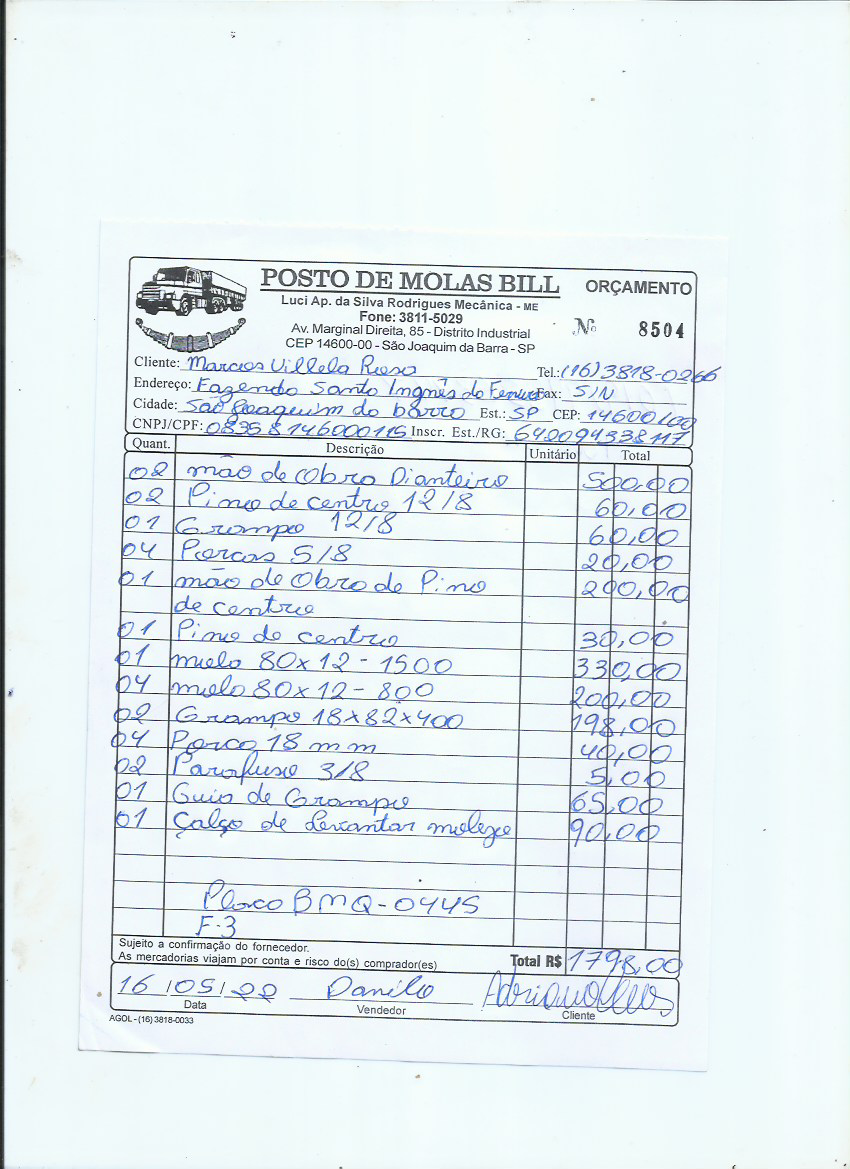 POSTO DE MOLAS BILL
ORÇAMENTO
Luci Ap. da Silva Rodrigues Mecânica - ME
Fone: 3811-5029
Av. Marginal Direita, 85 - Distrito Industrial
CEP 14600-00 - São Joaquim da Barra - SP
Nº 8504
Cliente: Marcos Villela Rosa Tel.: (16) 3818-0266
Endereço: Fazenda Santo Ingnês do Fax: S/N
Cidade: São Joaquim do barro Est.: SP CEP: 14600100
CNPJ/CPF: 08358146000115 Inscr. Est./RG: 640094338117
Quant. Descrição Unitário Total
02 mão de Obra Dianteiro 500,00
02 Pino de centro 12/8 60,00
01 Grampo 12/8 60,00
04 Porcas 5/8 20,00
01 mão de Obra de Pino 200,00
de centro
01 Pino de centro 30,00
01 mola 80x12-1500 330,00
04 mola 80x12-800 200,00
02 Grampo 18x82x400 198,00
04 Porca 18 mm 40,00
02 Parafuso 3/8 5,00
01 Guia de Grampo 65,00
01 Calço de Levantar molejo 90,00
Placa BMQ-0445
F-3
Sujeito a confirmação do fornecedor.
As mercadorias viajam por conta e risco do(s) comprador(es)
Total R$ 1798,00
16/05/22 Danilo Adriano
Data Vendedor Cliente
AGOL - (16) 3818-0033